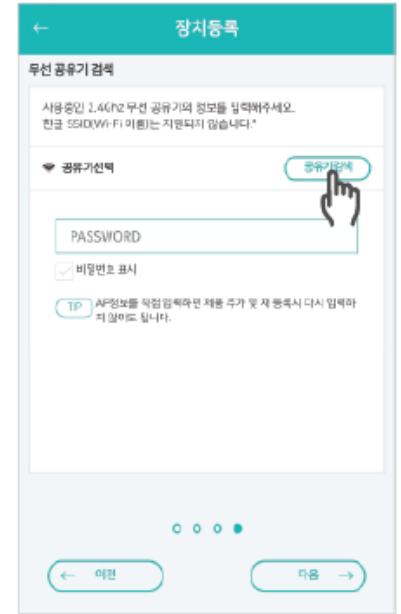 장치등록
무선 공유기 검색
사용중인 2.4Ghz 무선 공유기의 정보를 입력해주세요.
한글 SSID(Wi-Fi 이름)는 지원되지 않습니다.*
공유기선택
공유기검색
PASSWORD
비밀번호 표시
TIP AP정보를 직접 입력하면 제품 추가 및 재 등록시 다시 입력하
지 않아도 됩니다.
← 이전
다음 →